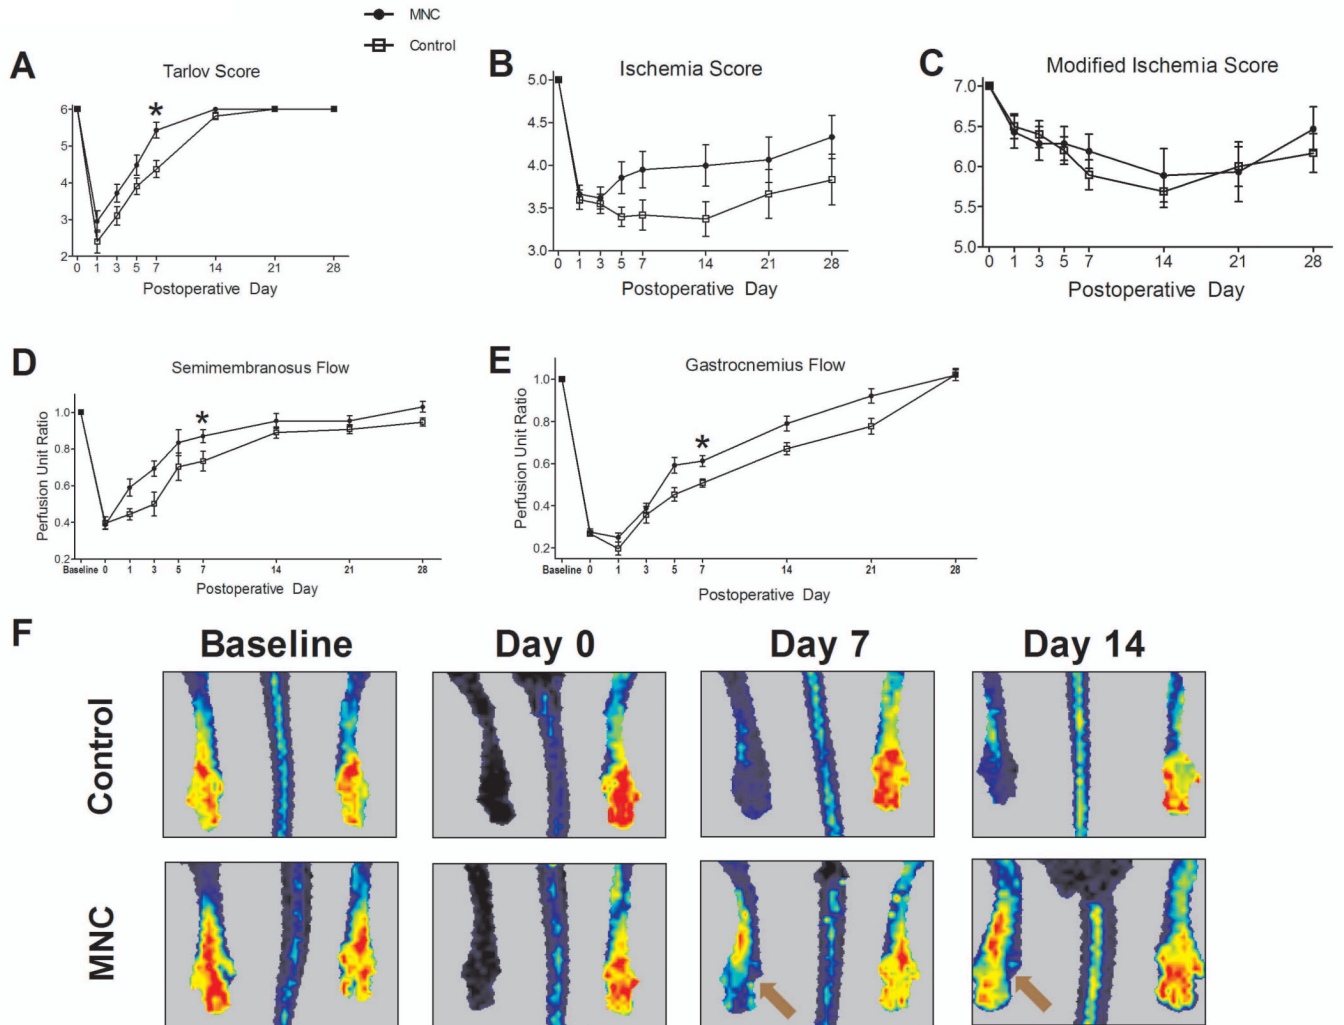 MNC
Control
A
Tarlov Score
6
5
4
3
2
0 1 3 5 7 14 21 28
Postoperative Day
*
B
Ischemia Score
5.0
4.5
4.0
3.5
3.0
0 1 3 5 7 14 21 28
Postoperative Day
C
Modified Ischemia Score
7.0
6.5
6.0
5.5
5.0
0 1 3 5 7 14 21 28
Postoperative Day
D
Semimembranosus Flow
Perfusion Unit Ratio
1.0
0.8
0.6
0.4
0.2
*
Baseline 0 1 3 5 7 14 21 28
Postoperative Day
E
Gastrocnemius Flow
Perfusion Unit Ratio
1.0
0.8
0.6
0.4
0.2
*
Baseline 0 1 3 5 7 14 21 28
Postoperative Day
F
Baseline Day 0 Day 7 Day 14
Control
MNC